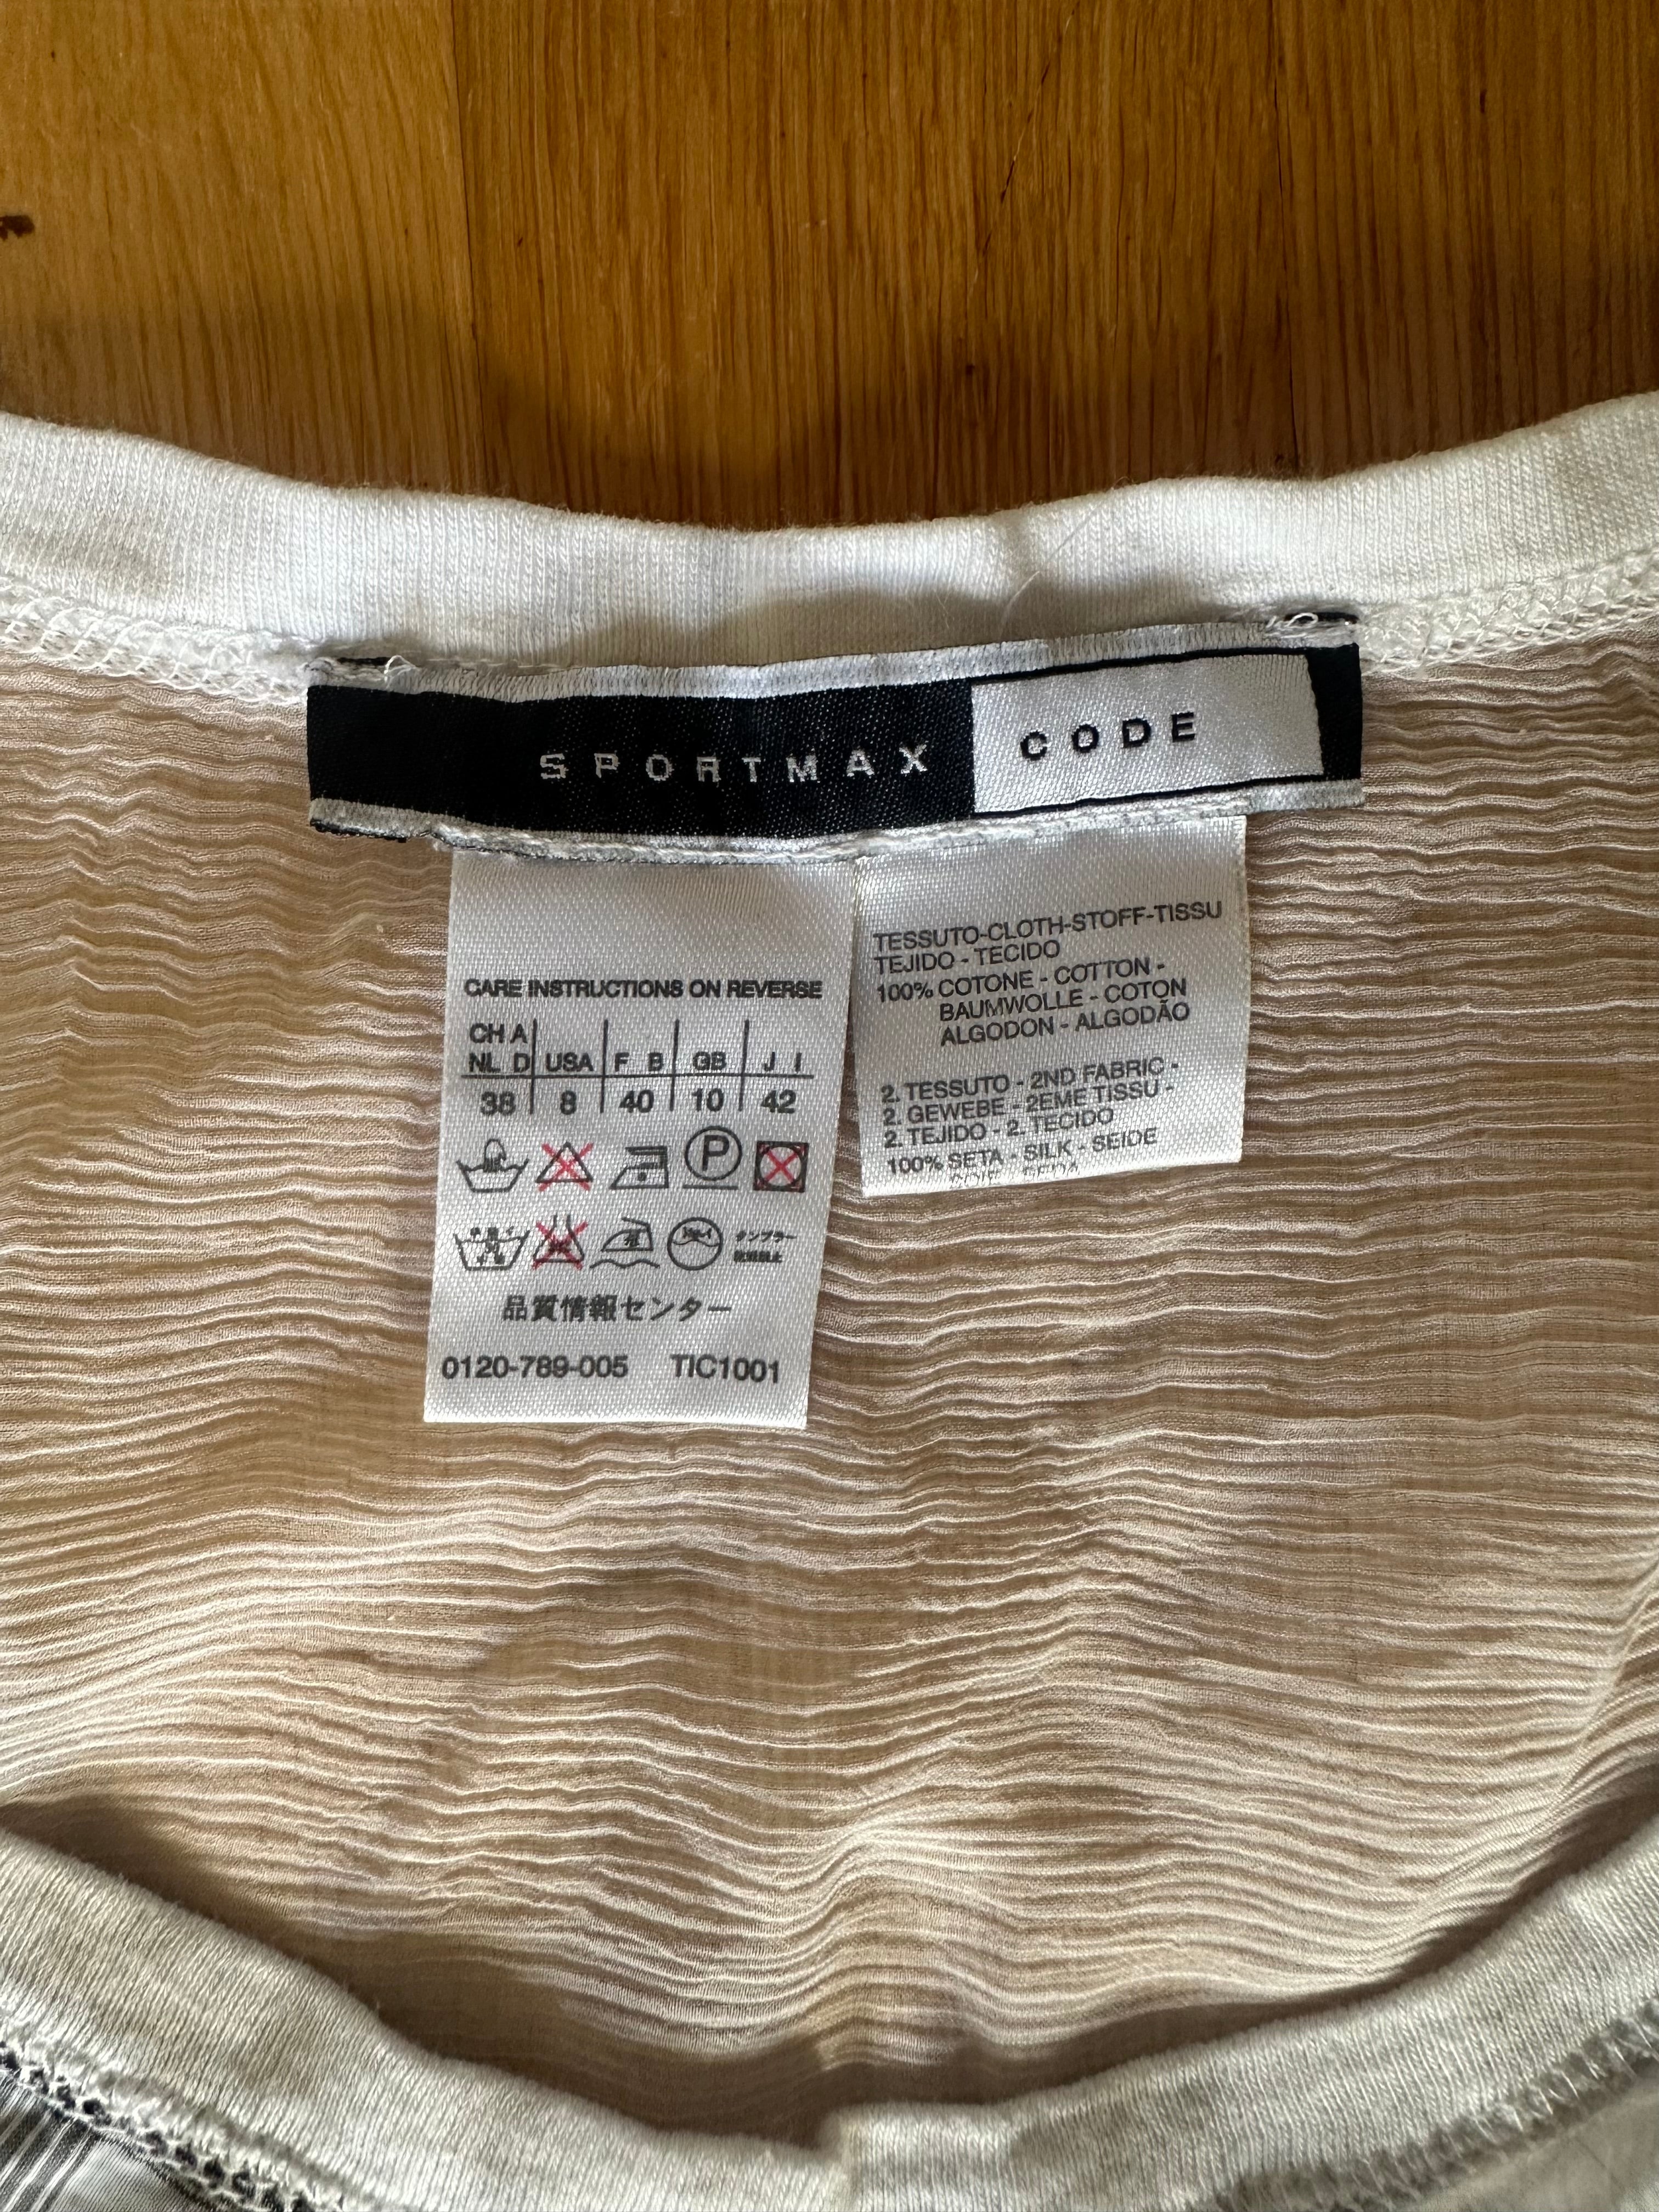 SPORTMAX CODE
CARE INSTRUCTIONS ON REVERSE
CH A
NL D USA F B GB J I
38 8 40 10 42
P
品質情報センター
0120-789-005 TIC1001
TESSUTO-CLOTH-STOFF-TISSU
TEJIDO - TECIDO
100% COTONE - COTTON -
BAUMWOLLE - COTON
ALGODON - ALGODÃO
2. TESSUTO - 2ND FABRIC -
2. GEWEBE - 2EME TISSU -
2. TEJIDO - 2. TECIDO
100% SETA - SILK - SEIDE